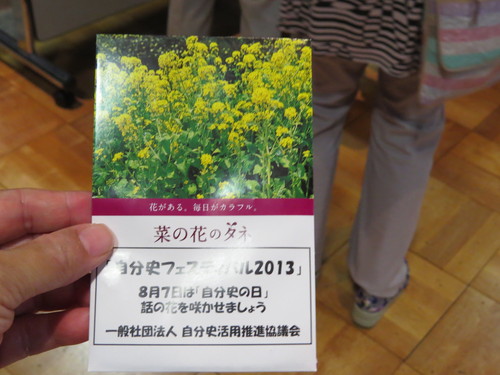 花がある。毎日がカラフル。
菜の花のタネ
「自分史フェスティバル2013」
8月7日は「自分史の日」
話の花を咲かせましょう
一般社団法人 自分史活用推進協議会